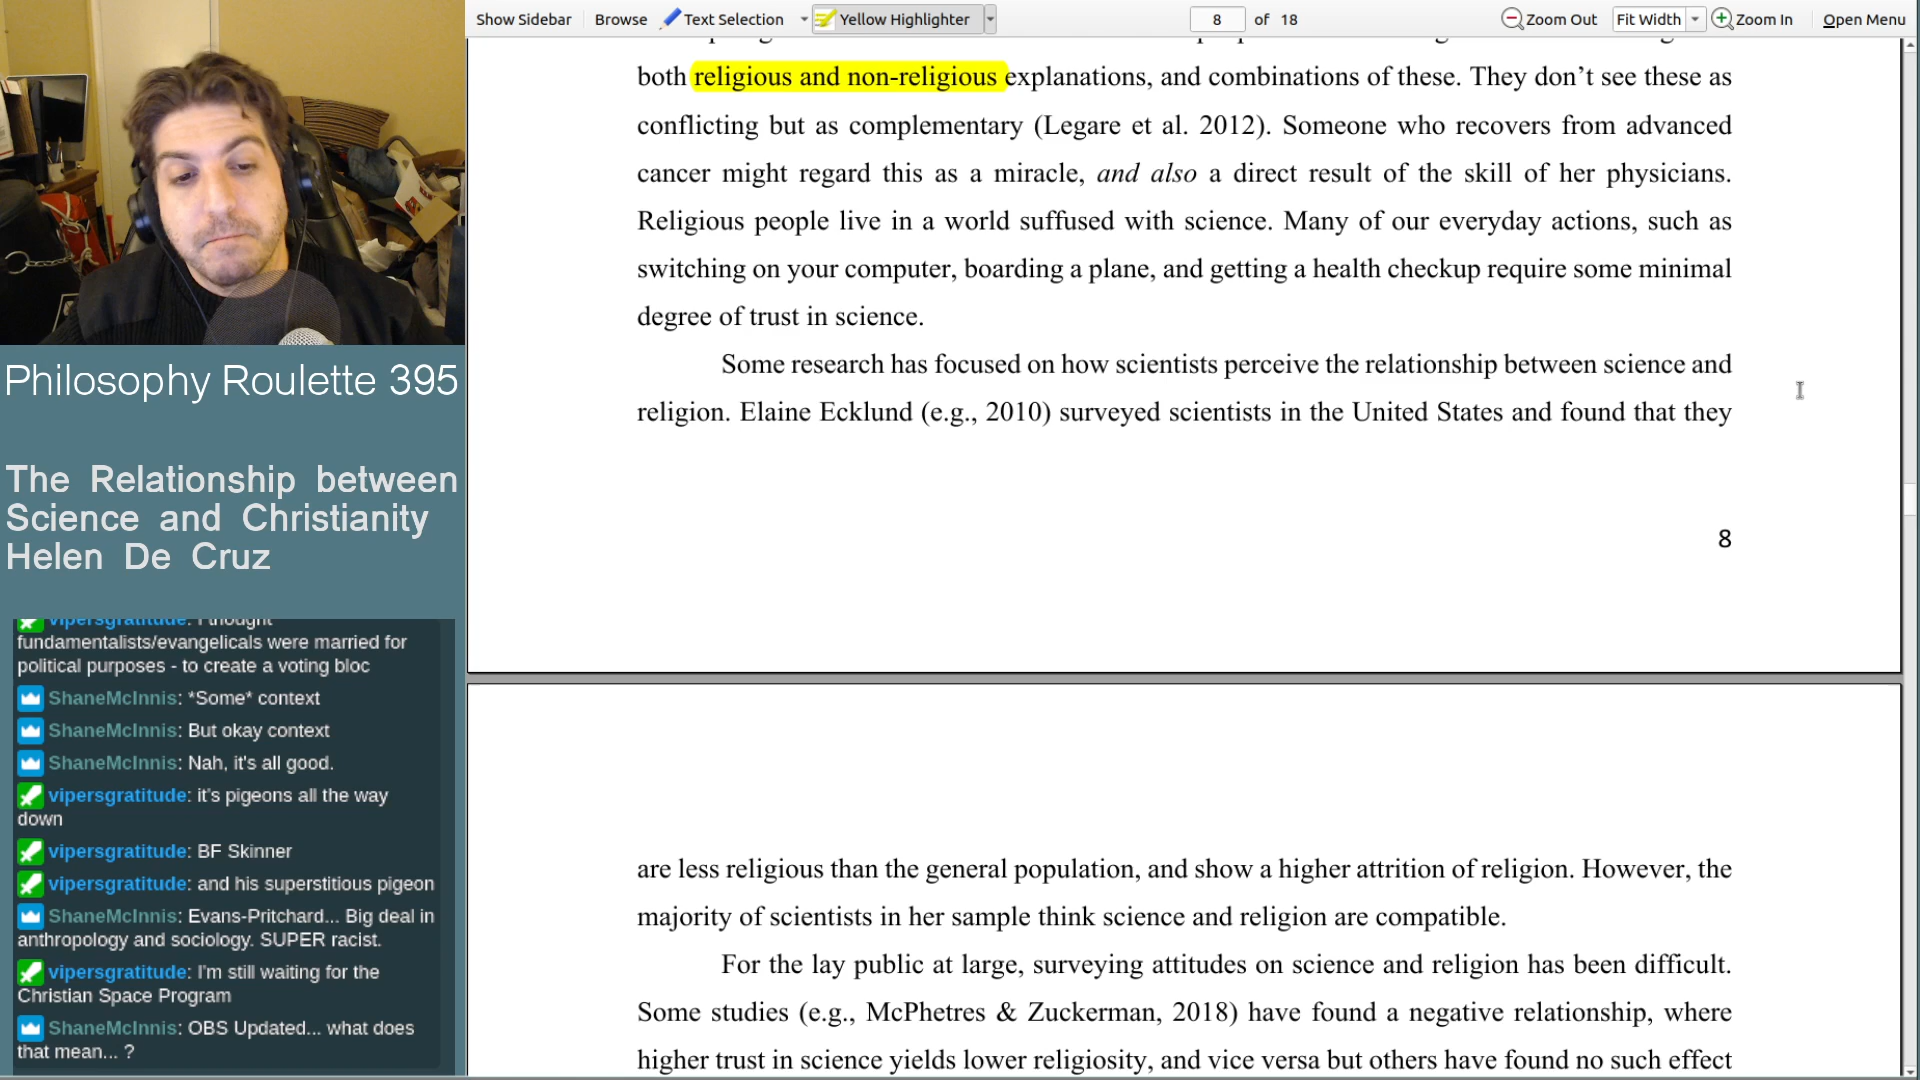 Show Sidebar Browse Text Selection Yellow Highlighter 8 of 18 Zoom Out Fit Width Zoom In Open Menu
both religious and non-religious explanations, and combinations of these. They don’t see these as
conflicting but as complementary (Legare et al. 2012). Someone who recovers from advanced
cancer might regard this as a miracle, and also a direct result of the skill of her physicians.
Religious people live in a world suffused with science. Many of our everyday actions, such as
switching on your computer, boarding a plane, and getting a health checkup require some minimal
degree of trust in science.
Some research has focused on how scientists perceive the relationship between science and
religion. Elaine Ecklund (e.g., 2010) surveyed scientists in the United States and found that they
8
are less religious than the general population, and show a higher attrition of religion. However, the
majority of scientists in her sample think science and religion are compatible.
For the lay public at large, surveying attitudes on science and religion has been difficult.
Some studies (e.g., McPhetres & Zuckerman, 2018) have found a negative relationship, where
higher trust in science yields lower religiosity, and vice versa but others have found no such effect
Philosophy Roulette 395
The Relationship between
Science and Christianity
Helen De Cruz
vipersgratitude: I thought
fundamentalists/evangelicals were married for
political purposes - to create a voting bloc
ShaneMcInnis: *Some* context
ShaneMcInnis: But okay context
ShaneMcInnis: Nah, it's all good.
vipersgratitude: it's pigeons all the way
down
vipersgratitude: BF Skinner
vipersgratitude: and his superstitious pigeon
ShaneMcInnis: Evans-Pritchard... Big deal in
anthropology and sociology. SUPER racist.
vipersgratitude: I'm still waiting for the
Christian Space Program
ShaneMcInnis: OBS Updated... what does
that mean... ?